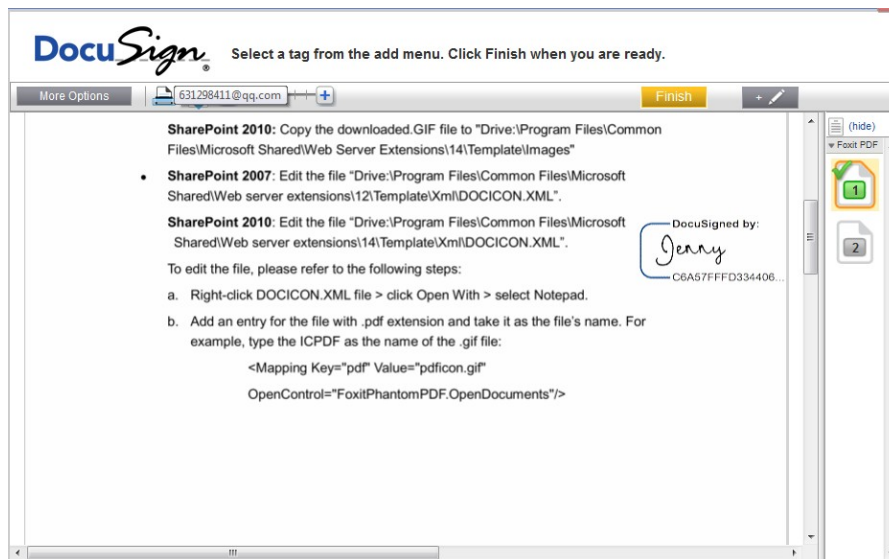 DocuSign® Select a tag from the add menu. Click Finish when you are ready.
More Options 631298411@qq.com + Finish +
(hide)
Foxit PDF
1
2
SharePoint 2010: Copy the downloaded.GIF file to "Drive:\Program Files\Common
Files\Microsoft Shared\Web Server Extensions\14\Template\Images"
• SharePoint 2007: Edit the file “Drive:\Program Files\Common Files\Microsoft
Shared\Web server extensions\12\Template\Xml\DOCICON.XML”.
SharePoint 2010: Edit the file “Drive:\Program Files\Common Files\Microsoft
Shared\Web server extensions\14\Template\Xml\DOCICON.XML”.
DocuSigned by:
Jenny
C6A57FFFD334406...
To edit the file, please refer to the following steps:
a. Right-click DOCICON.XML file > click Open With > select Notepad.
b. Add an entry for the file with .pdf extension and take it as the file’s name. For
example, type the ICPDF as the name of the .gif file:
<Mapping Key="pdf" Value="pdficon.gif"
OpenControl="FoxitPhantomPDF.OpenDocuments"/>